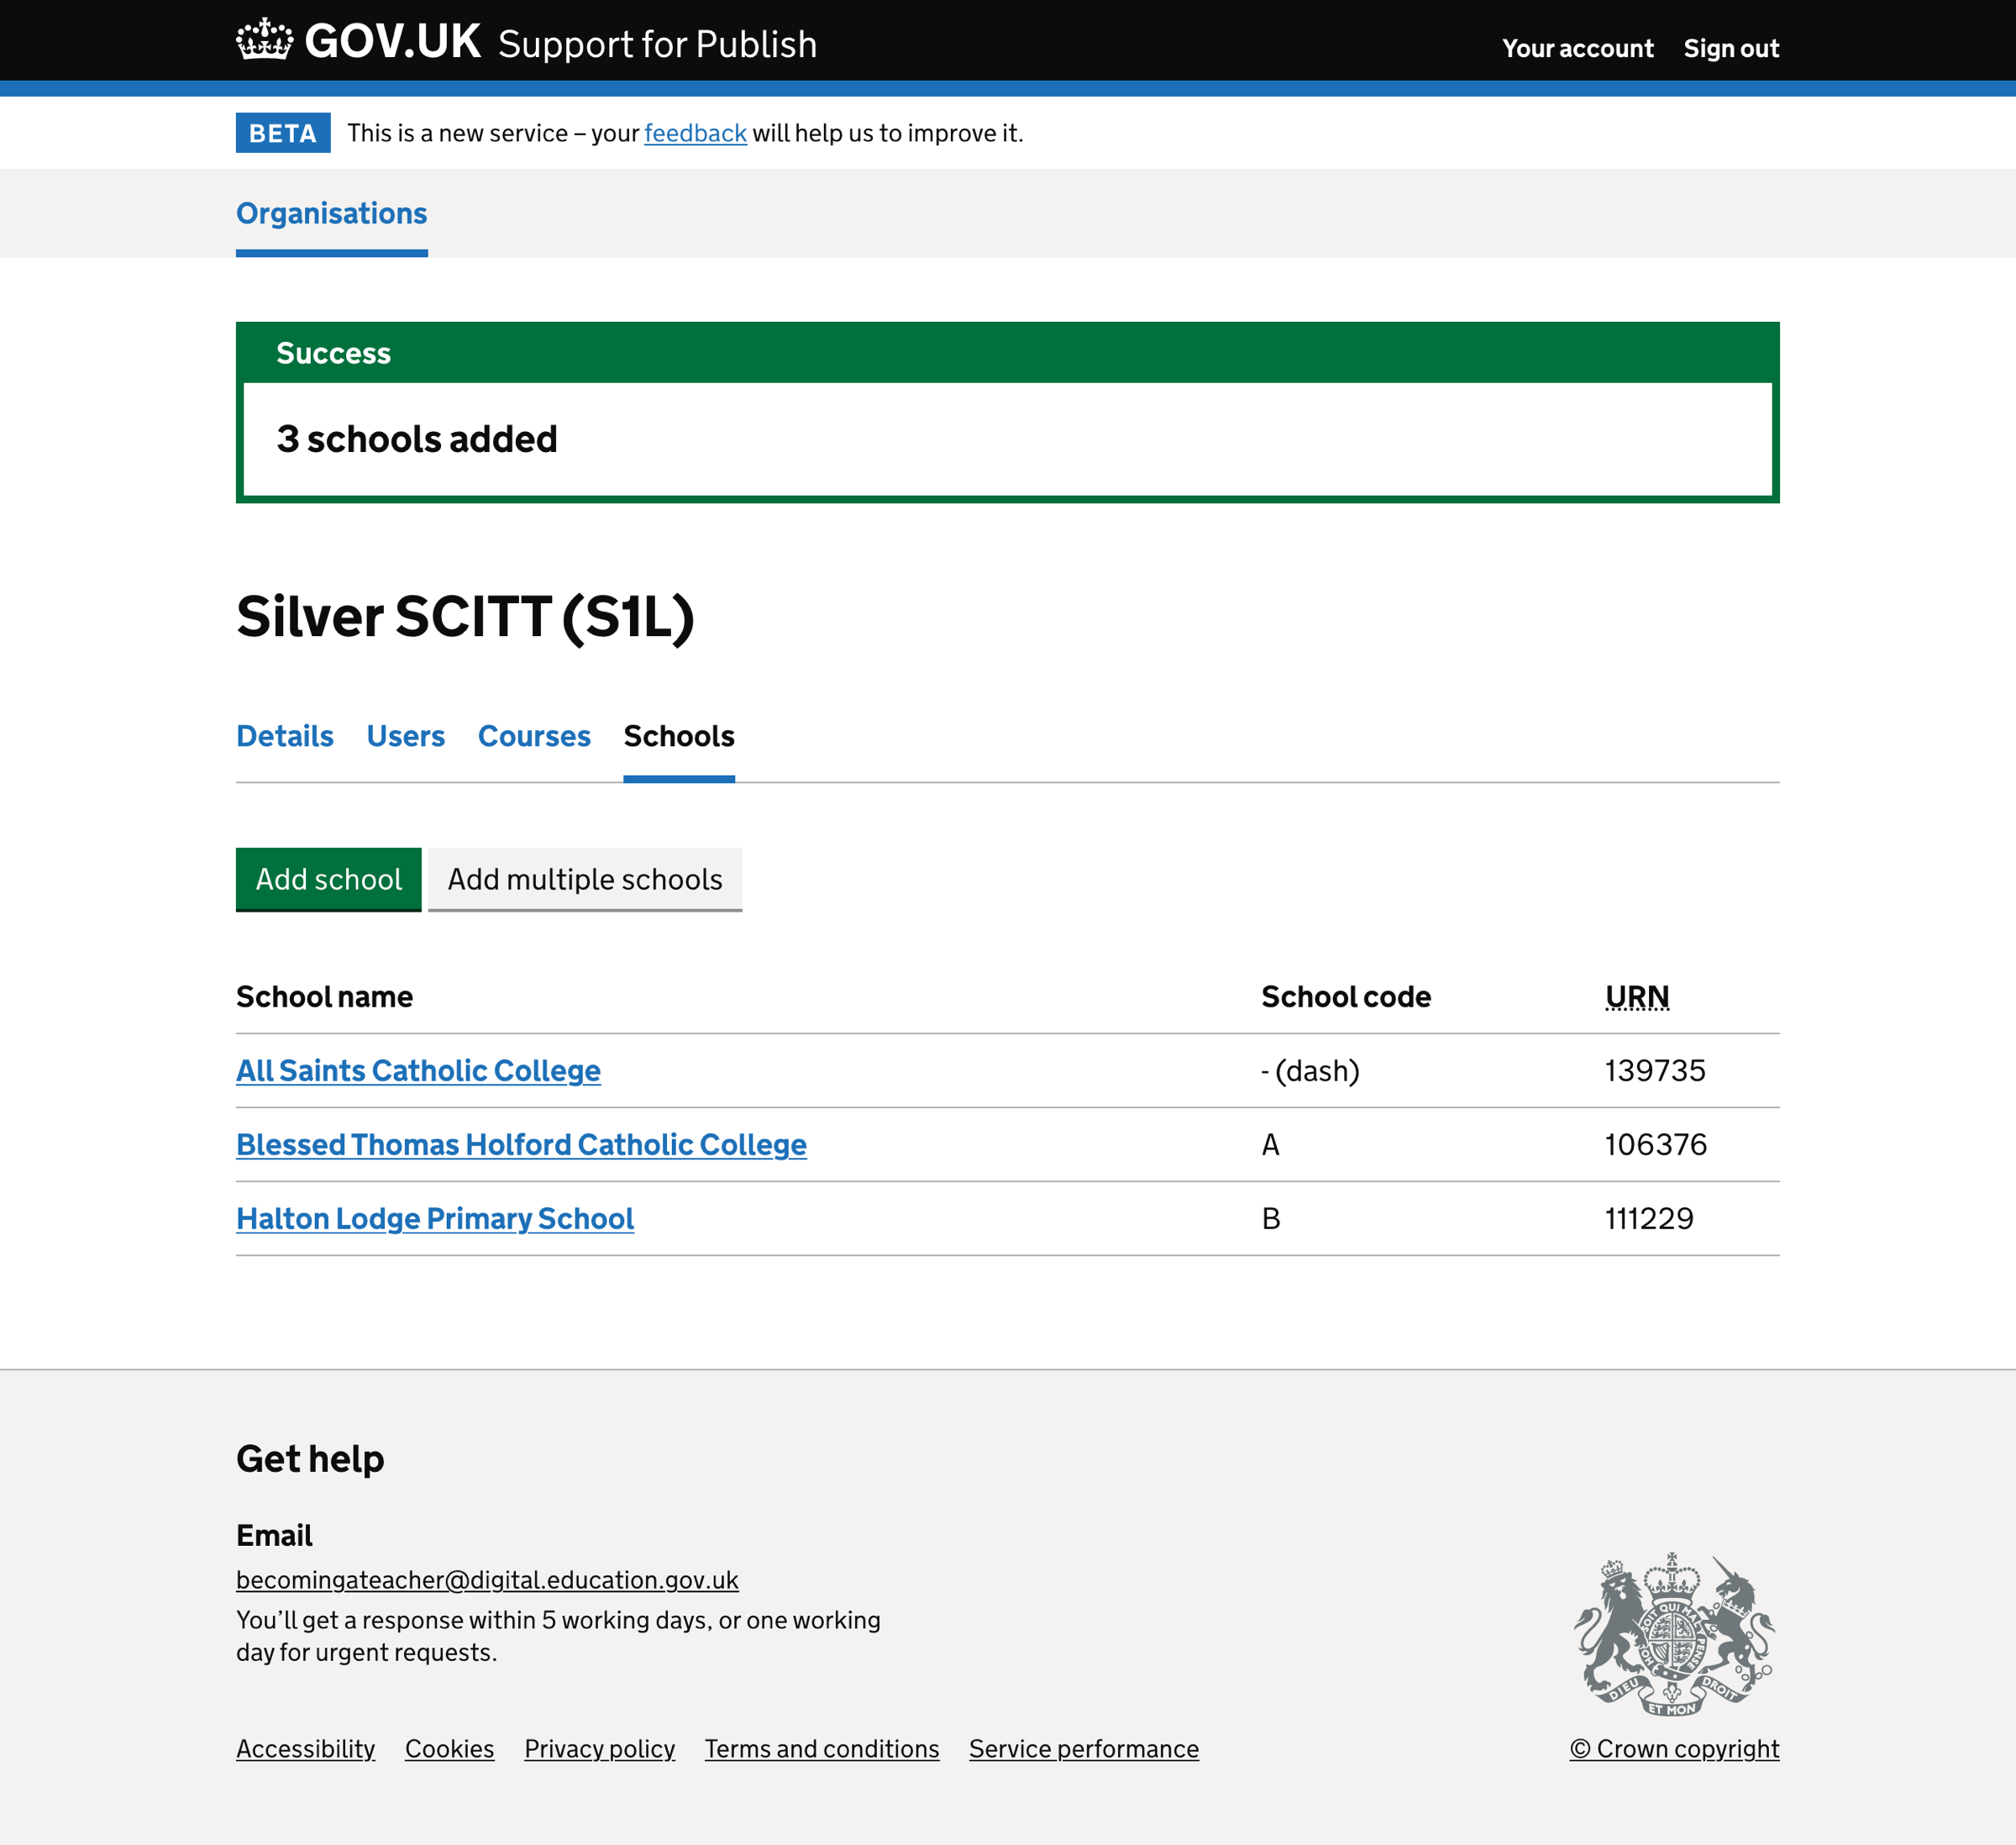 GOV.UK Support for Publish
Your account Sign out
BETA This is a new service – your feedback will help us to improve it.
Organisations
Success
3 schools added
Silver SCITT (S1L)
Details Users Courses Schools
Add school Add multiple schools
School name School code URN
All Saints Catholic College - (dash) 139735
Blessed Thomas Holford Catholic College A 106376
Halton Lodge Primary School B 111229
Get help
Email
becomingateacher@digital.education.gov.uk
You’ll get a response within 5 working days, or one working
day for urgent requests.
DIEU ET MON DROIT
Accessibility Cookies Privacy policy Terms and conditions Service performance
© Crown copyright